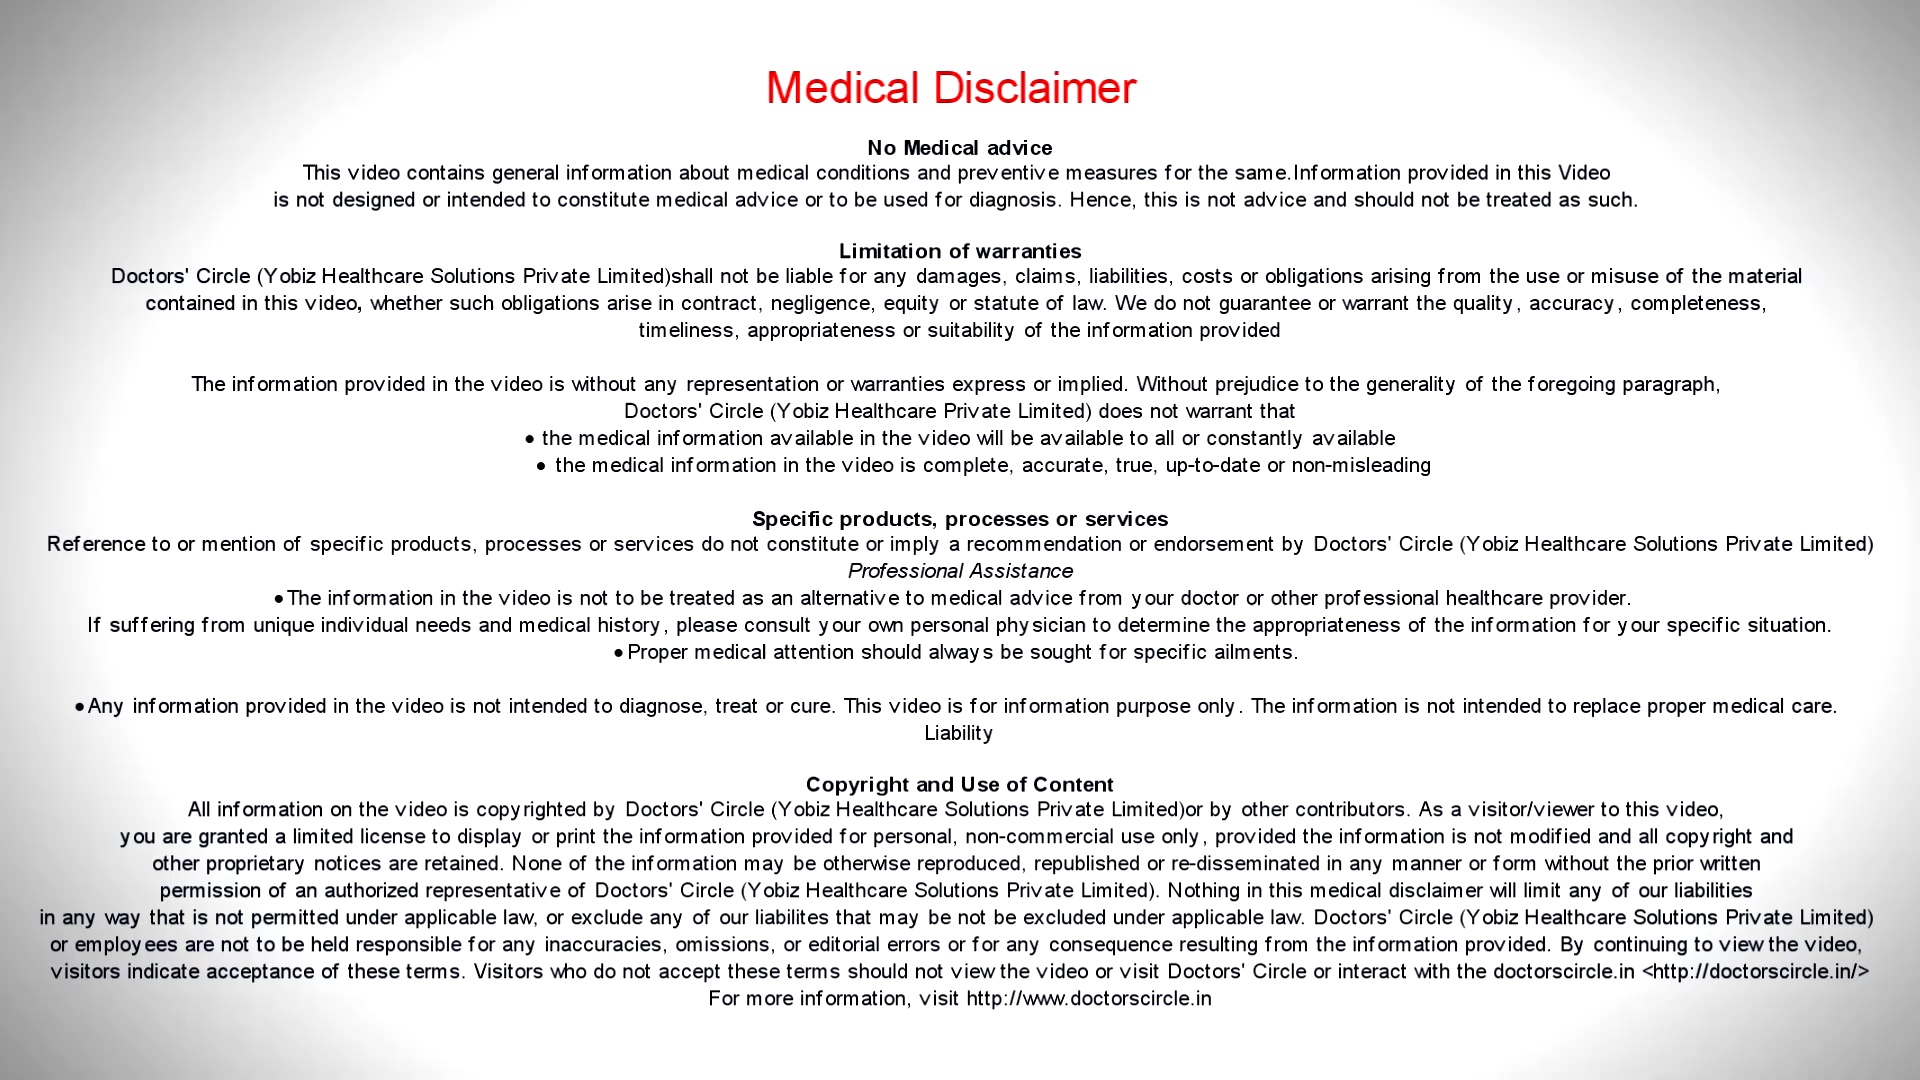 Medical Disclaimer
No Medical advice
This video contains general information about medical conditions and preventive measures for the same.Information provided in this Video
is not designed or intended to constitute medical advice or to be used for diagnosis. Hence, this is not advice and should not be treated as such.
Limitation of warranties
Doctors' Circle (Yobiz Healthcare Solutions Private Limited)shall not be liable for any damages, claims, liabilities, costs or obligations arising from the use or misuse of the material
contained in this video, whether such obligations arise in contract, negligence, equity or statute of law. We do not guarantee or warrant the quality, accuracy, completeness,
timeliness, appropriateness or suitability of the information provided
The information provided in the video is without any representation or warranties express or implied. Without prejudice to the generality of the foregoing paragraph,
Doctors' Circle (Yobiz Healthcare Private Limited) does not warrant that
• the medical information available in the video will be available to all or constantly available
• the medical information in the video is complete, accurate, true, up-to-date or non-misleading
Specific products, processes or services
Reference to or mention of specific products, processes or services do not constitute or imply a recommendation or endorsement by Doctors' Circle (Yobiz Healthcare Solutions Private Limited)
Professional Assistance
•The information in the video is not to be treated as an alternative to medical advice from your doctor or other professional healthcare provider.
If suffering from unique individual needs and medical history, please consult your own personal physician to determine the appropriateness of the information for your specific situation.
•Proper medical attention should always be sought for specific ailments.
•Any information provided in the video is not intended to diagnose, treat or cure. This video is for information purpose only. The information is not intended to replace proper medical care.
Liability
Copyright and Use of Content
All information on the video is copyrighted by Doctors' Circle (Yobiz Healthcare Solutions Private Limited)or by other contributors. As a visitor/viewer to this video,
you are granted a limited license to display or print the information provided for personal, non-commercial use only, provided the information is not modified and all copyright and
other proprietary notices are retained. None of the information may be otherwise reproduced, republished or re-disseminated in any manner or form without the prior written
permission of an authorized representative of Doctors' Circle (Yobiz Healthcare Solutions Private Limited). Nothing in this medical disclaimer will limit any of our liabilities
in any way that is not permitted under applicable law, or exclude any of our liabilites that may be not be excluded under applicable law. Doctors' Circle (Yobiz Healthcare Solutions Private Limited)
or employees are not to be held responsible for any inaccuracies, omissions, or editorial errors or for any consequence resulting from the information provided. By continuing to view the video,
visitors indicate acceptance of these terms. Visitors who do not accept these terms should not view the video or visit Doctors' Circle or interact with the doctorscircle.in <http://doctorscircle.in/>
For more information, visit http://www.doctorscircle.in